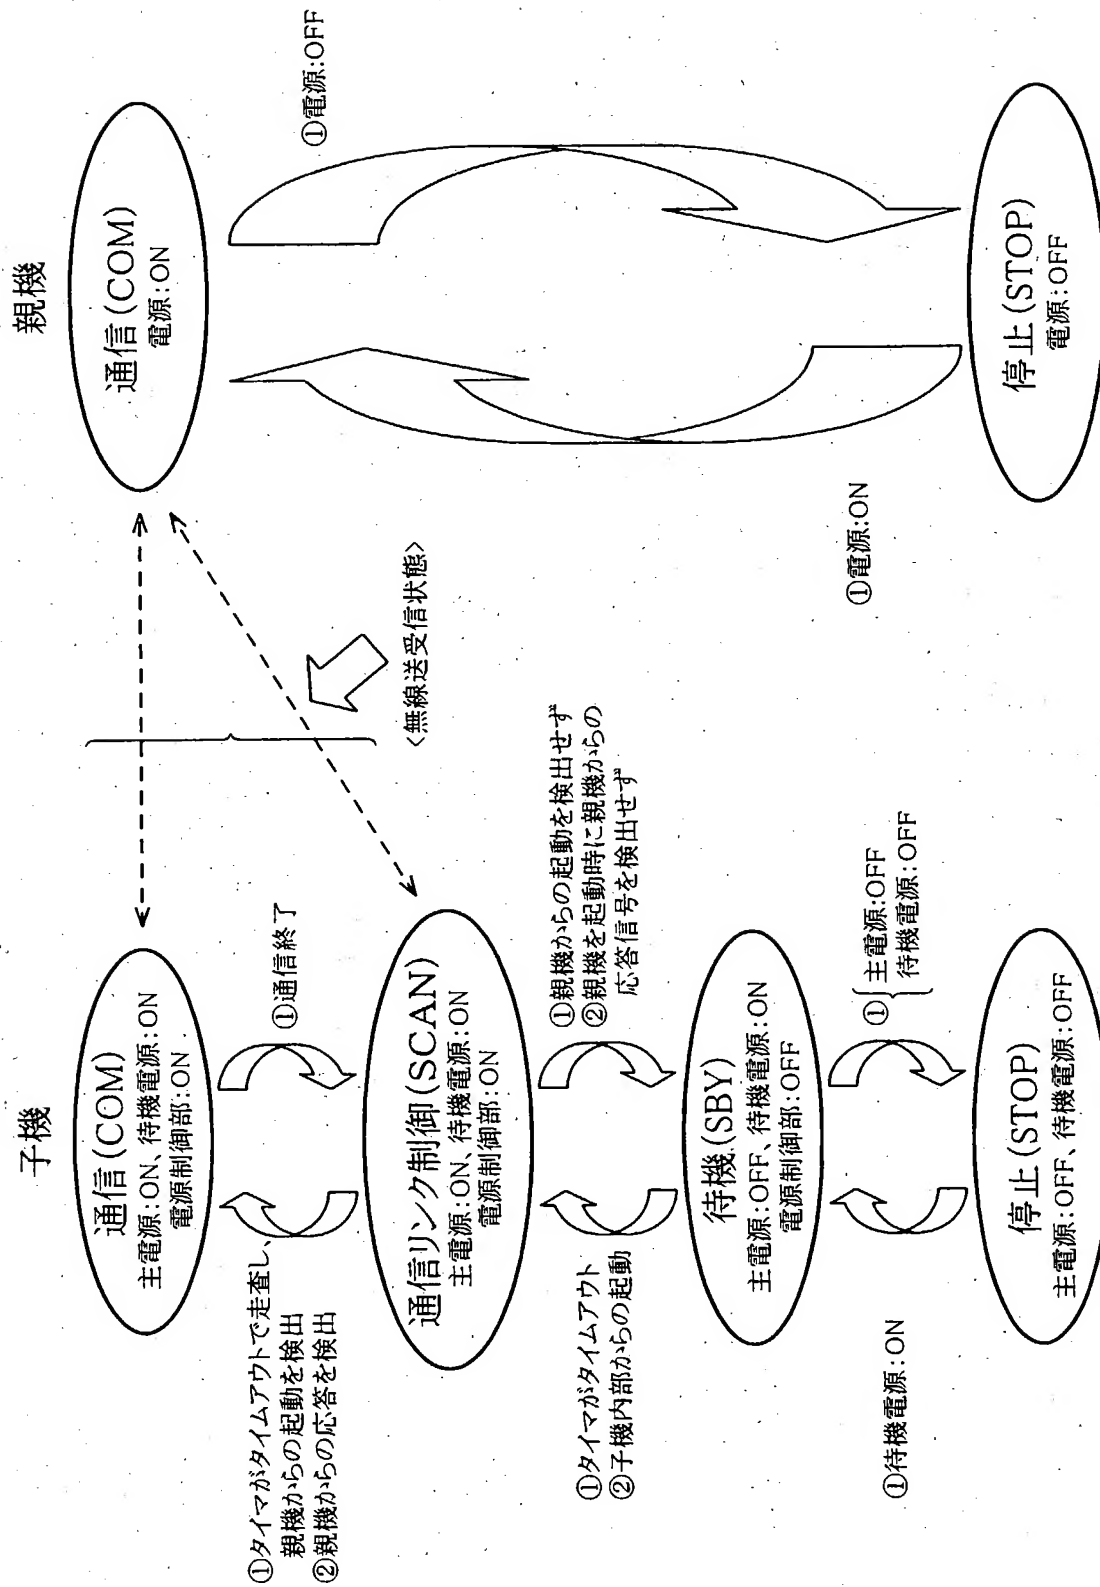 子機
親機
通信(COM)
主電源:ON、待機電源:ON
電源制御部:ON
通信(COM)
電源:ON
①タイマがタイムアウトで走査し、
親機からの起動を検出
②親機からの応答を検出
①通信終了
①電源:OFF
通信リンク制御(SCAN)
主電源:ON、待機電源:ON
電源制御部:ON
<無線送受信状態>
①タイマがタイムアウト
②子機内部からの起動
①親機からの起動を検出せず
②親機を起動時に親機からの
応答信号を検出せず
待機(SBY)
主電源:OFF、待機電源:ON
電源制御部:OFF
①電源:ON
①待機電源:ON
①
主電源:OFF
待機電源:OFF
停止(STOP)
主電源:OFF、待機電源:OFF
停止(STOP)
電源:OFF